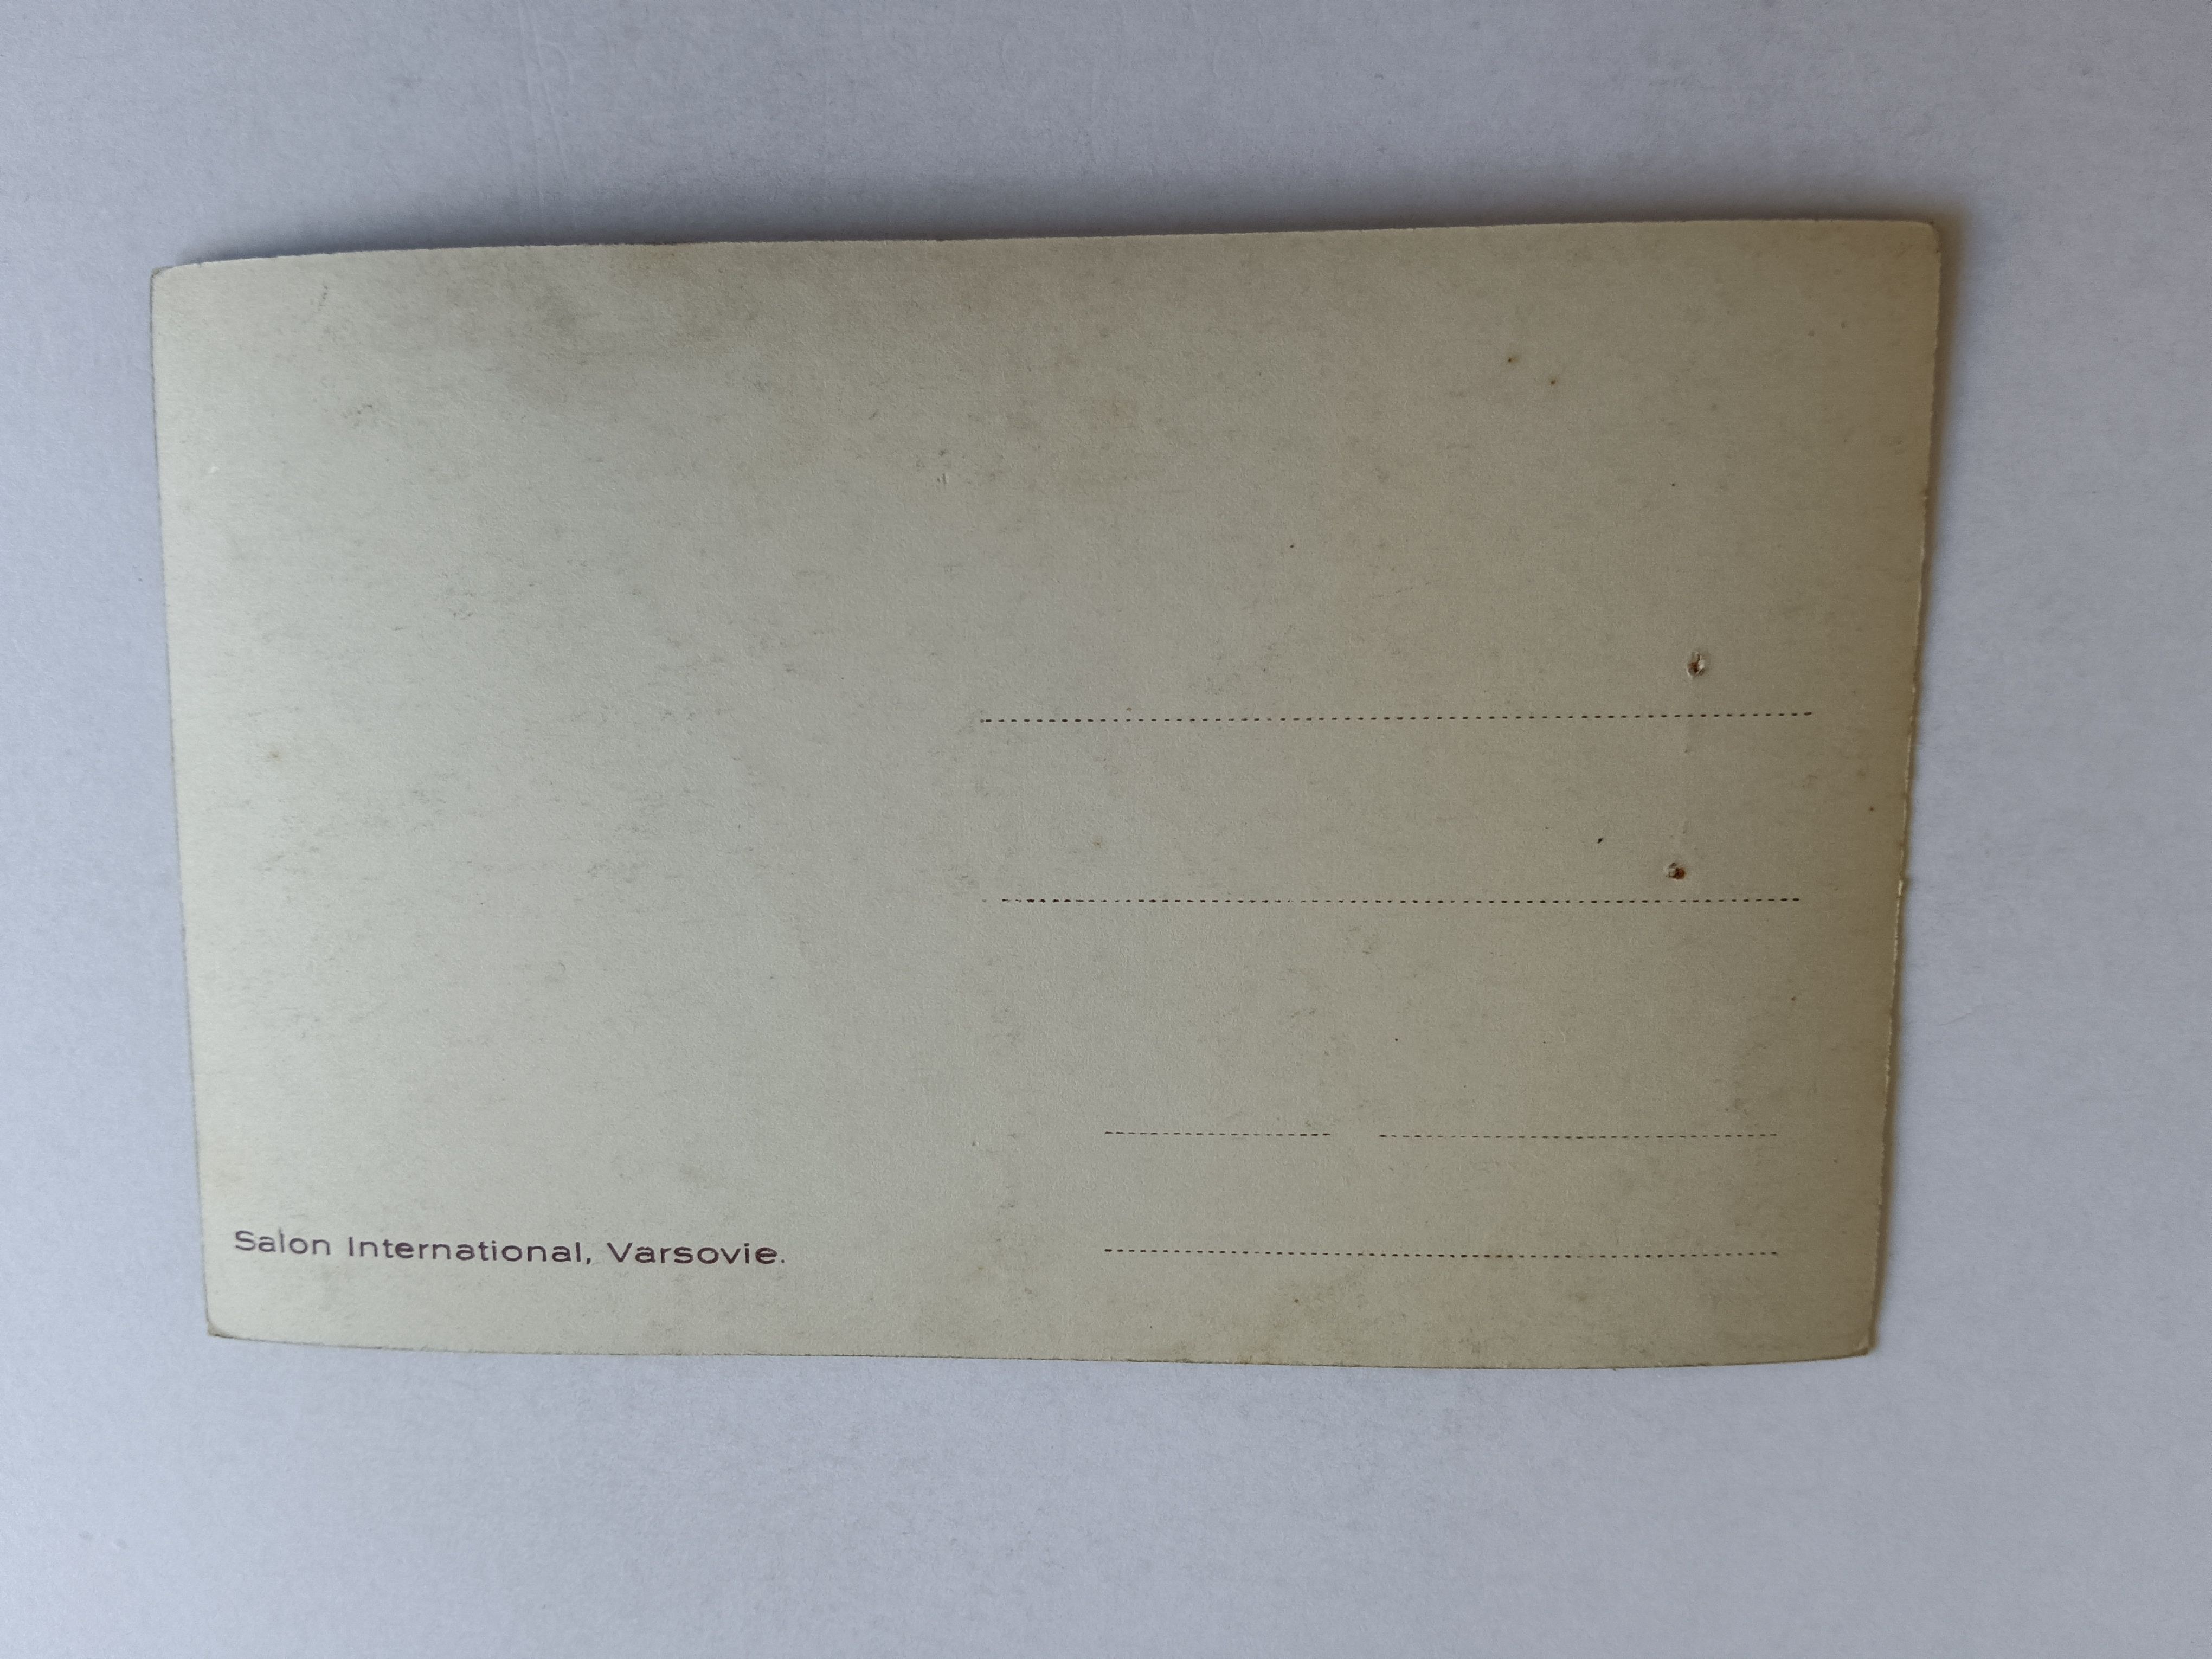 Salon International, Varsovie.